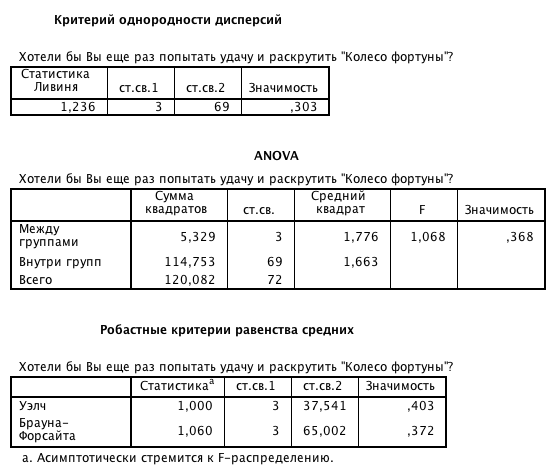 Критерий однородности дисперсий
Хотели бы Вы еще раз попытать удачу и раскрутить "Колесо фортуны"?
Статистика Ливиня ст.св.1 ст.св.2 Значимость
1,236 3 69 ,303
ANOVA
Хотели бы Вы еще раз попытать удачу и раскрутить "Колесо фортуны"?
Сумма квадратов ст.св. Средний квадрат F Значимость
Между группами 5,329 3 1,776 1,068 ,368
Внутри групп 114,753 69 1,663
Всего 120,082 72
Робастные критерии равенства средних
Хотели бы Вы еще раз попытать удачу и раскрутить "Колесо фортуны"?
Статистикаª ст.св.1 ст.св.2 Значимость
Уэлч 1,000 3 37,541 ,403
Брауна-Форсайта 1,060 3 65,002 ,372
a. Асимптотически стремится к F-распределению.